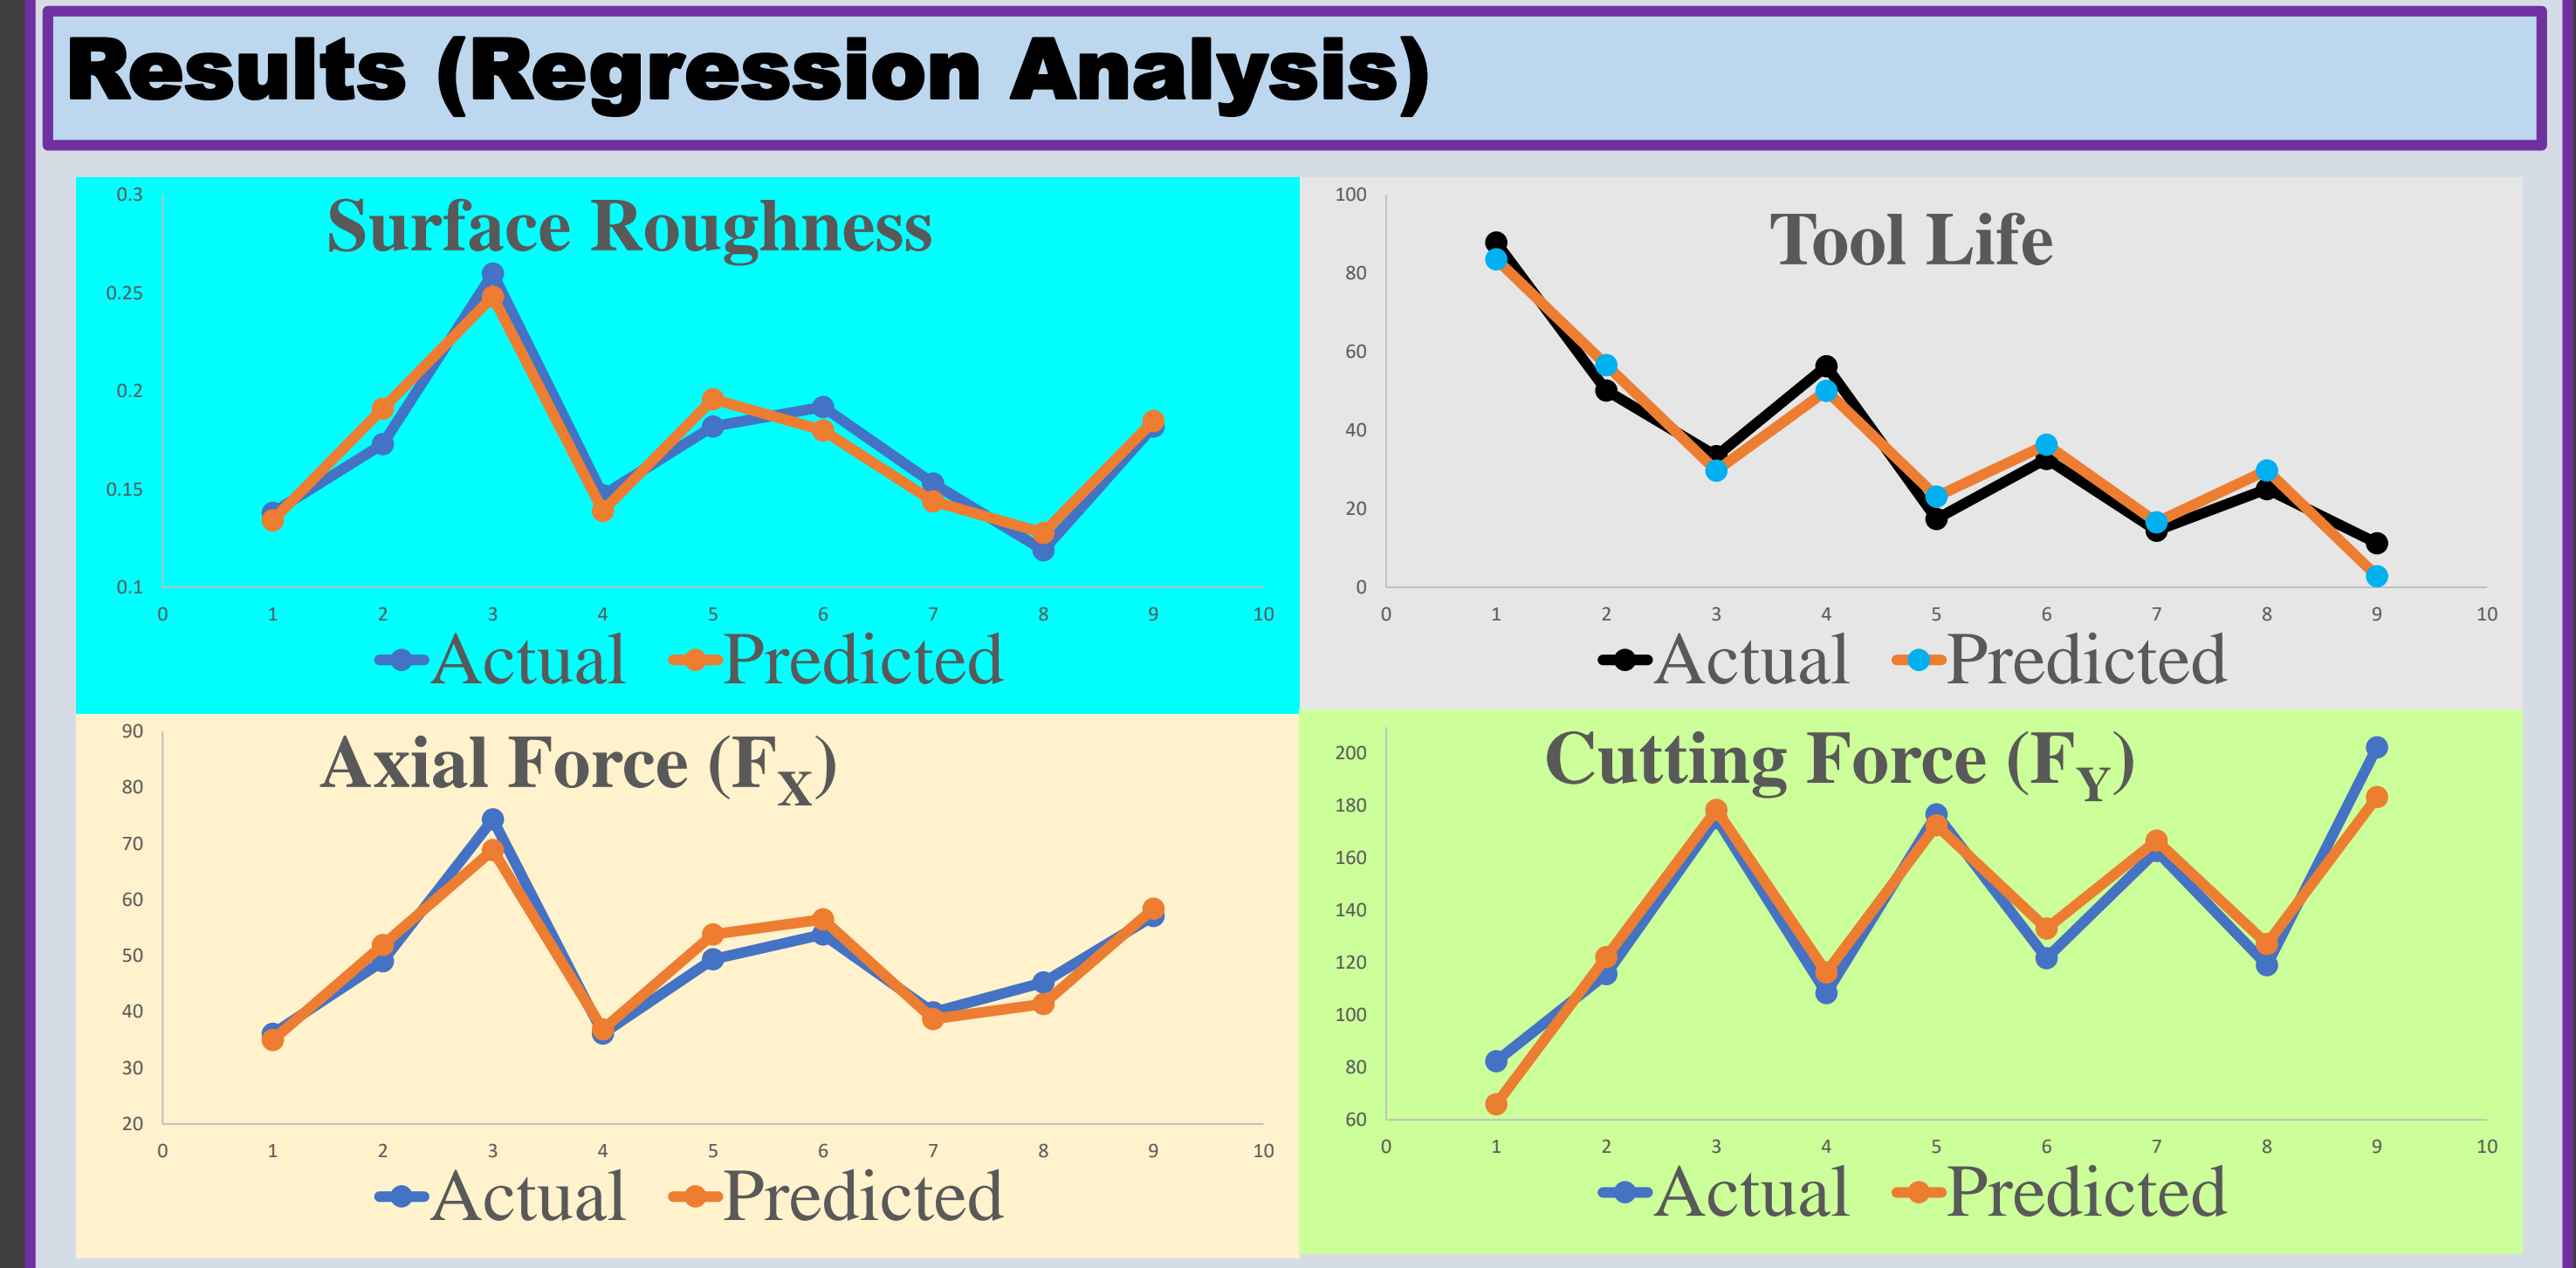 Results (Regression Analysis)
Surface Roughness
0.3
0.25
0.2
0.15
0.1
0 1 2 3 4 5 6 7 8 9 10
Actual Predicted
Tool Life
100
80
60
40
20
0
0 1 2 3 4 5 6 7 8 9 10
Actual Predicted
Axial Force (FX)
90
80
70
60
50
40
30
20
0 1 2 3 4 5 6 7 8 9 10
Actual Predicted
Cutting Force (FY)
200
180
160
140
120
100
80
60
0 1 2 3 4 5 6 7 8 9 10
Actual Predicted